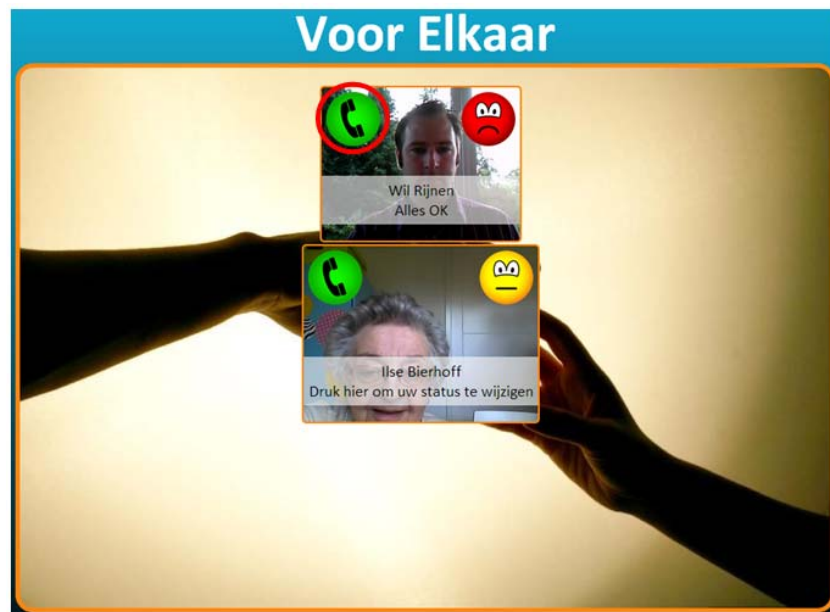 Voor Elkaar
Wil Rijnen
Alles OK
Ilse Bierhoff
Druk hier om uw status te wijzigen